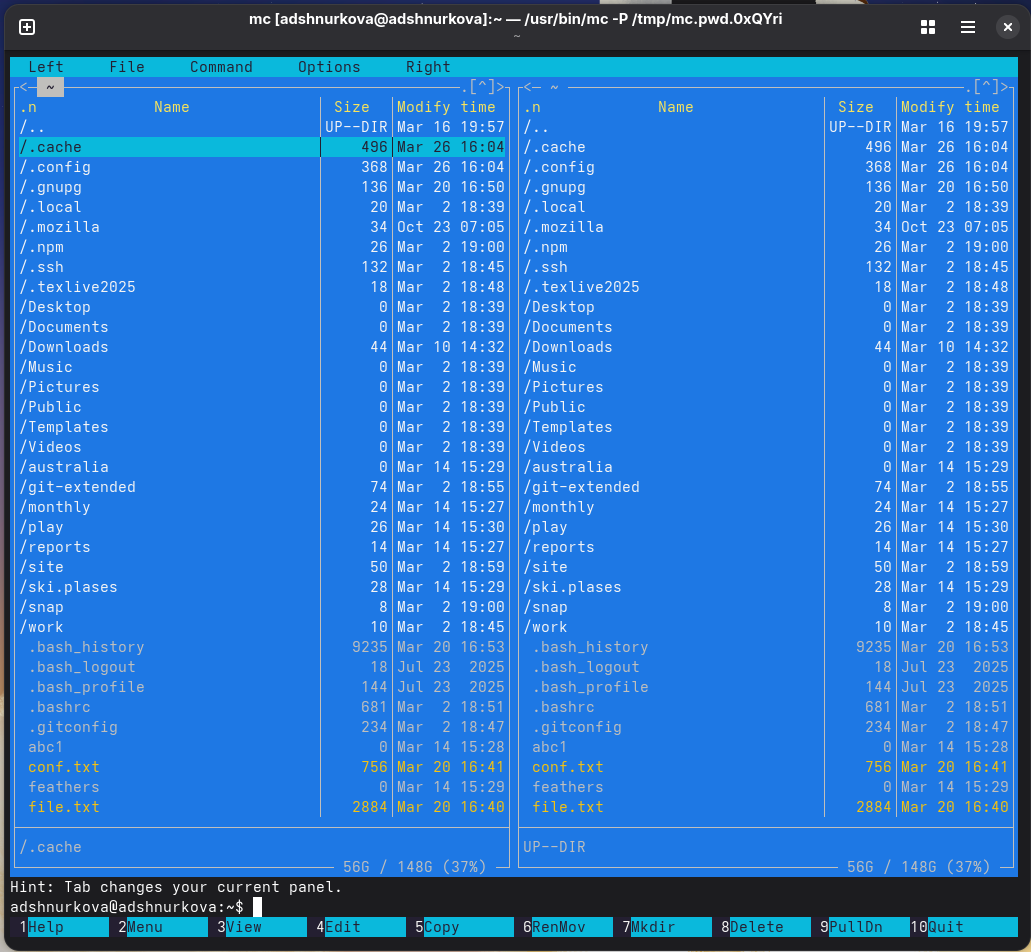 mc [adshnurkova@adshnurkova]:~ — /usr/bin/mc -P /tmp/mc.pwd.0xQYri
~
Left File Command Options Right
<─ ~ .[^]> <─ ~ .[^]>
.n Name Size Modify time .n Name Size Modify time
/.. UP--DIR Mar 16 19:57 /.. UP--DIR Mar 16 19:57
/.cache 496 Mar 26 16:04 /.cache 496 Mar 26 16:04
/.config 368 Mar 26 16:04 /.config 368 Mar 26 16:04
/.gnupg 136 Mar 20 16:50 /.gnupg 136 Mar 20 16:50
/.local 20 Mar 2 18:39 /.local 20 Mar 2 18:39
/.mozilla 34 Oct 23 07:05 /.mozilla 34 Oct 23 07:05
/.npm 26 Mar 2 19:00 /.npm 26 Mar 2 19:00
/.ssh 132 Mar 2 18:45 /.ssh 132 Mar 2 18:45
/.texlive2025 18 Mar 2 18:48 /.texlive2025 18 Mar 2 18:48
/Desktop 0 Mar 2 18:39 /Desktop 0 Mar 2 18:39
/Documents 0 Mar 2 18:39 /Documents 0 Mar 2 18:39
/Downloads 44 Mar 10 14:32 /Downloads 44 Mar 10 14:32
/Music 0 Mar 2 18:39 /Music 0 Mar 2 18:39
/Pictures 0 Mar 2 18:39 /Pictures 0 Mar 2 18:39
/Public 0 Mar 2 18:39 /Public 0 Mar 2 18:39
/Templates 0 Mar 2 18:39 /Templates 0 Mar 2 18:39
/Videos 0 Mar 2 18:39 /Videos 0 Mar 2 18:39
/australia 0 Mar 14 15:29 /australia 0 Mar 14 15:29
/git-extended 74 Mar 2 18:55 /git-extended 74 Mar 2 18:55
/monthly 24 Mar 14 15:27 /monthly 24 Mar 14 15:27
/play 26 Mar 14 15:30 /play 26 Mar 14 15:30
/reports 14 Mar 14 15:27 /reports 14 Mar 14 15:27
/site 50 Mar 2 18:59 /site 50 Mar 2 18:59
/ski.plases 28 Mar 14 15:29 /ski.plases 28 Mar 14 15:29
/snap 8 Mar 2 19:00 /snap 8 Mar 2 19:00
/work 10 Mar 2 18:45 /work 10 Mar 2 18:45
.bash_history 9235 Mar 20 16:53 .bash_history 9235 Mar 20 16:53
.bash_logout 18 Jul 23 2025 .bash_logout 18 Jul 23 2025
.bash_profile 144 Jul 23 2025 .bash_profile 144 Jul 23 2025
.bashrc 681 Mar 2 18:51 .bashrc 681 Mar 2 18:51
.gitconfig 234 Mar 2 18:47 .gitconfig 234 Mar 2 18:47
abc1 0 Mar 14 15:28 abc1 0 Mar 14 15:28
conf.txt 756 Mar 20 16:41 conf.txt 756 Mar 20 16:41
feathers 0 Mar 14 15:29 feathers 0 Mar 14 15:29
file.txt 2884 Mar 20 16:40 file.txt 2884 Mar 20 16:40
/.cache UP--DIR
56G / 148G (37%) 56G / 148G (37%)
Hint: Tab changes your current panel.
adshnurkova@adshnurkova:~$
1Help 2Menu 3View 4Edit 5Copy 6RenMov 7Mkdir 8Delete 9PullDn 10Quit